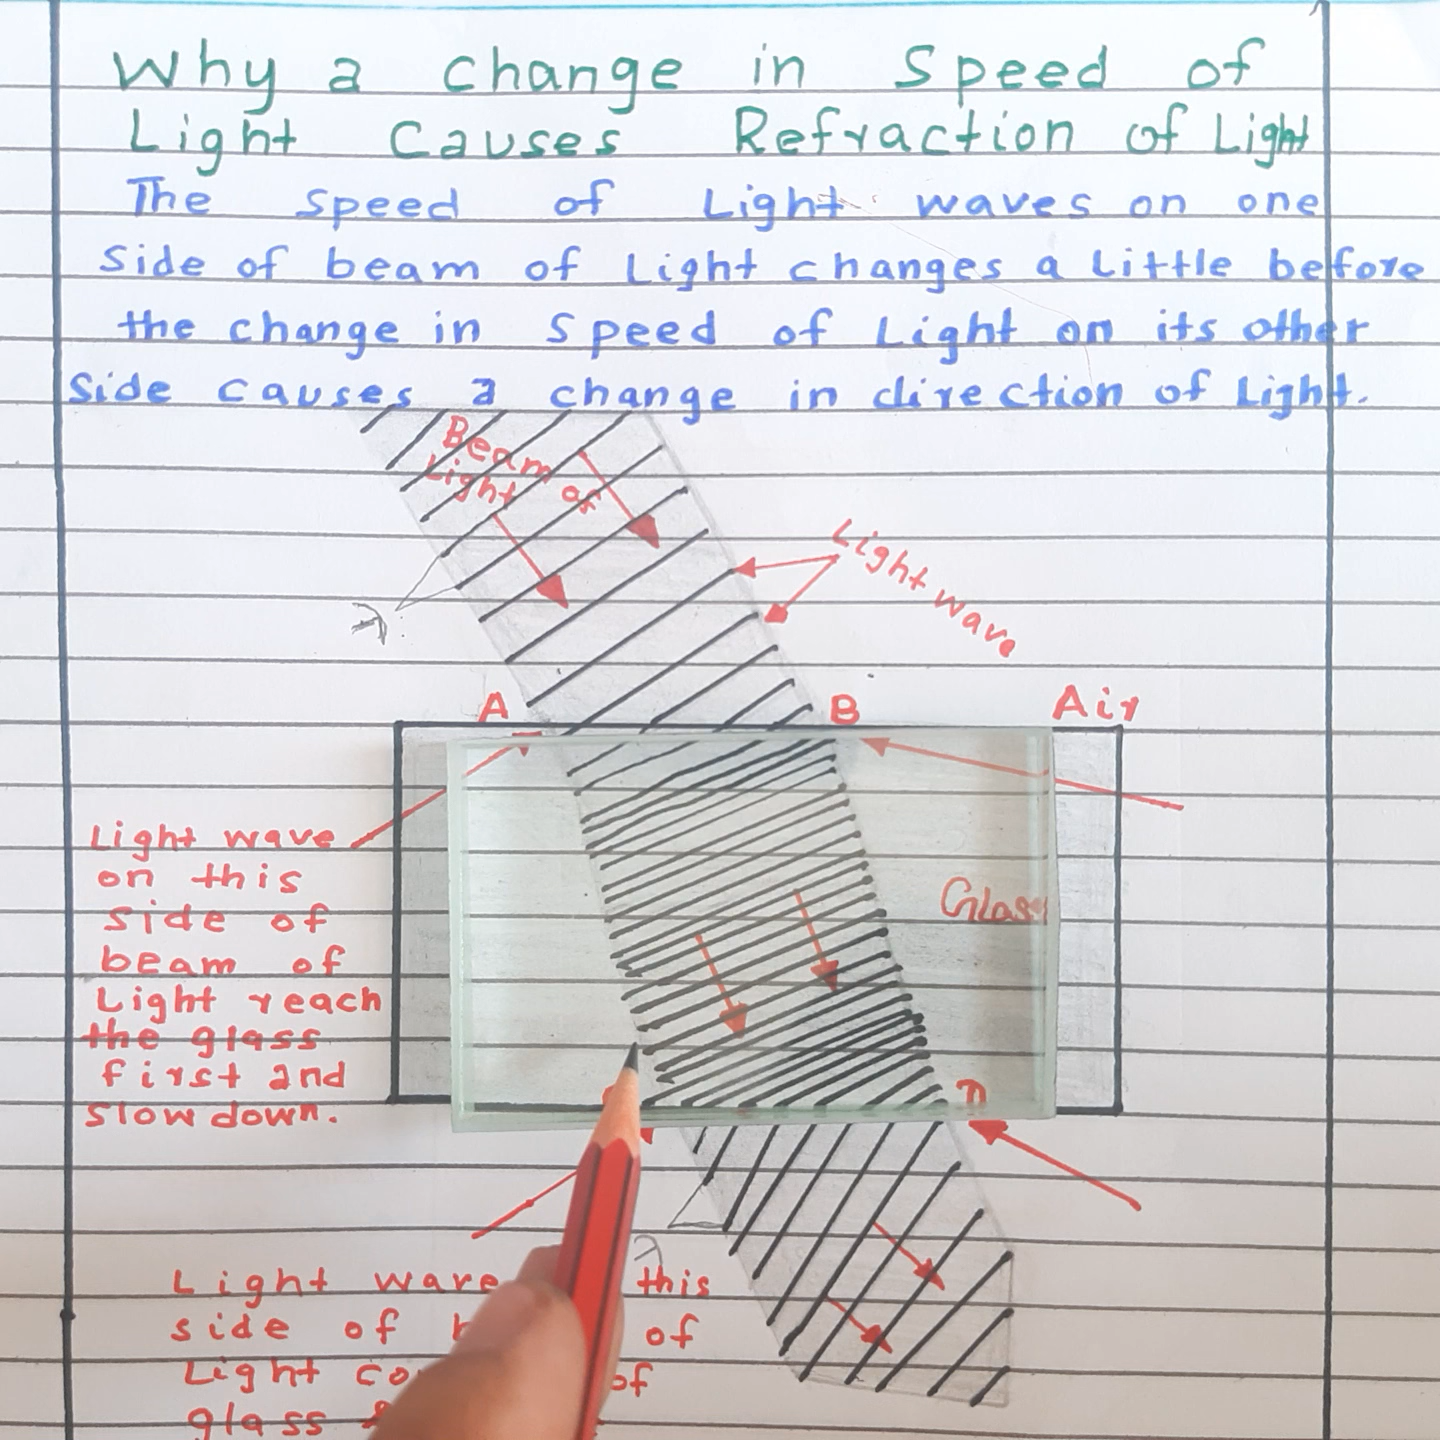 Why a change in Speed of
Light Causes Refraction of Light
The speed of Light waves on one
Side of beam of Light changes a Little before
the change in Speed of Light on its other
Side causes a change in direction of Light.
Beam of
Light
Light wave
λ
A
B
Air
Light wave
on this
side of
beam of
Light reach
the glass
first and
slow down.
Glass
D
λ
Light wave this
side of of
Light of
glass